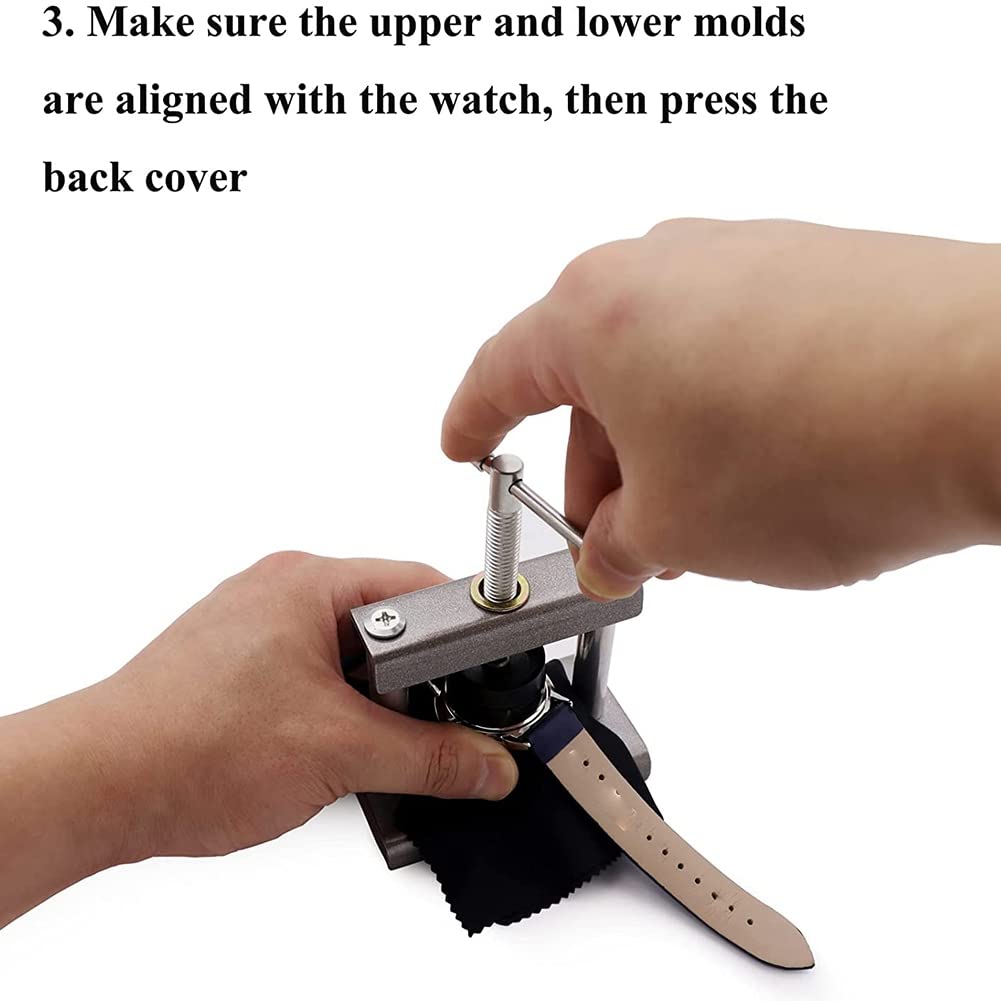 3. Make sure the upper and lower molds
are aligned with the watch, then press the
back cover